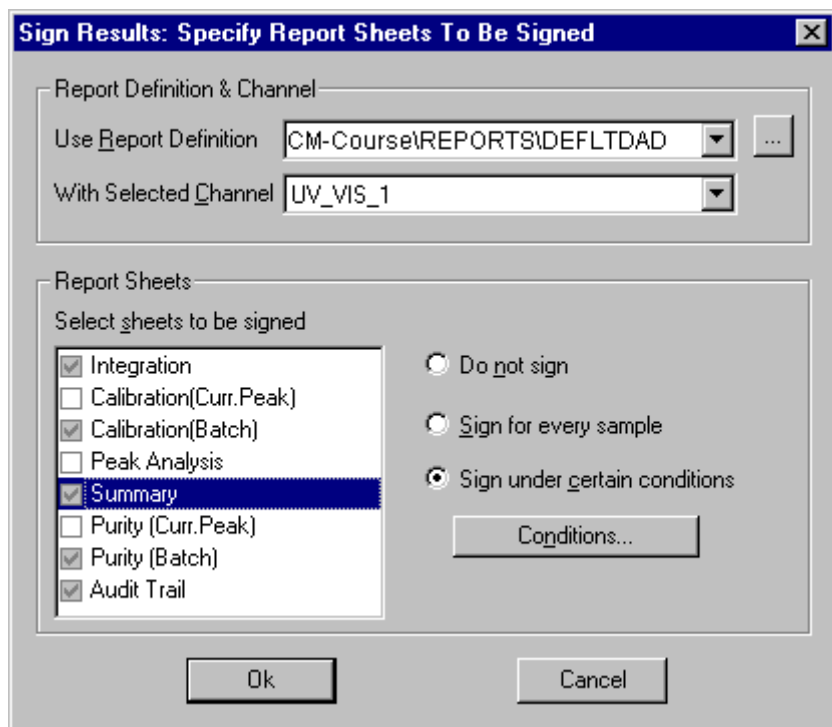 Sign Results: Specify Report Sheets To Be Signed
Report Definition & Channel
Use Report Definition CM-Course\REPORTS\DEFLTDAD ...
With Selected Channel UV_VIS_1
Report Sheets
Select sheets to be signed
Integration
Calibration(Curr.Peak)
Calibration(Batch)
Peak Analysis
Summary
Purity (Curr.Peak)
Purity (Batch)
Audit Trail
Do not sign
Sign for every sample
Sign under certain conditions
Conditions...
Ok Cancel